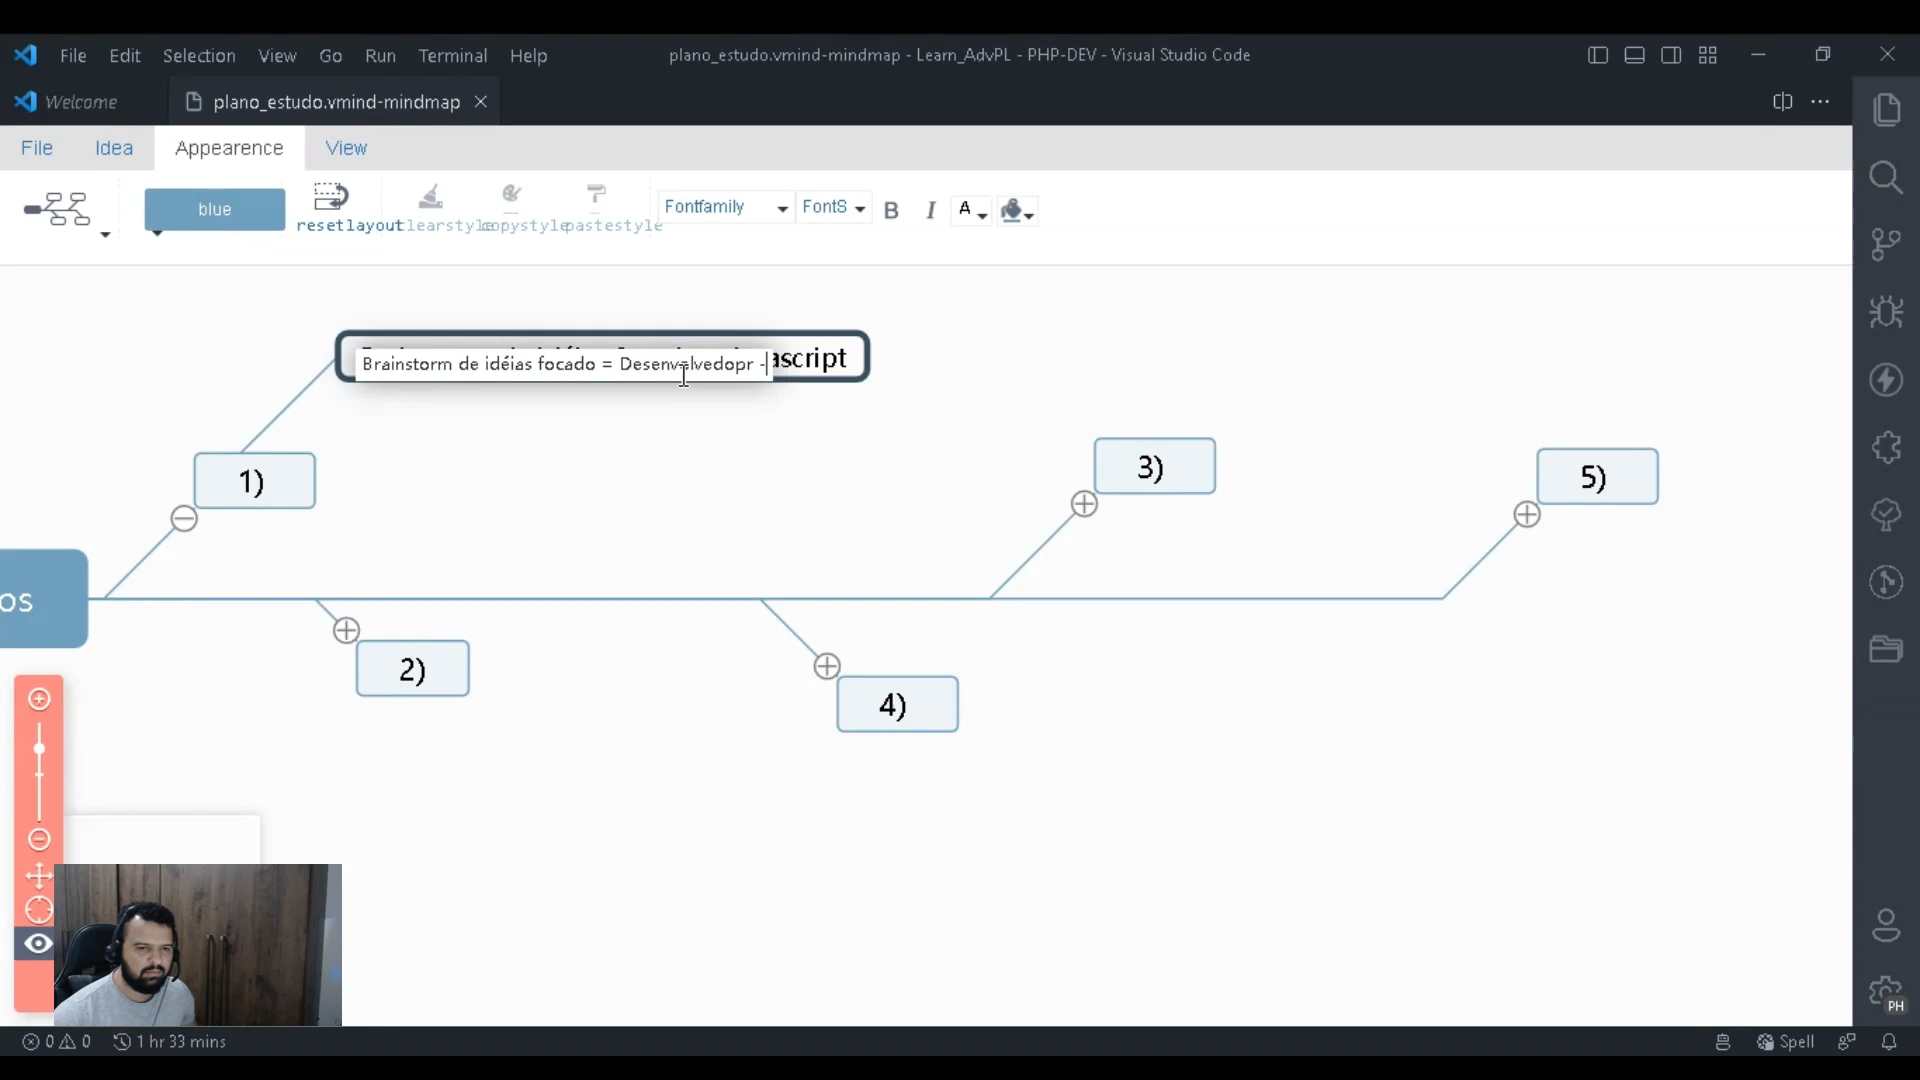 File Edit Selection View Go Run Terminal Help plano_estudo.vmind-mindmap - Learn_AdvPL - PHP-DEV - Visual Studio Code
Welcome plano_estudo.vmind-mindmap
File Idea Appearence View
blue
resetlayout
copystyle
pastestyle
Fontfamily FontS B I A
Brainstorm de idéias focado = Desenvolvedopr -
ascript
1)
3)
5)
os
2)
4)
PH
0 0 1 hr 33 mins Spell